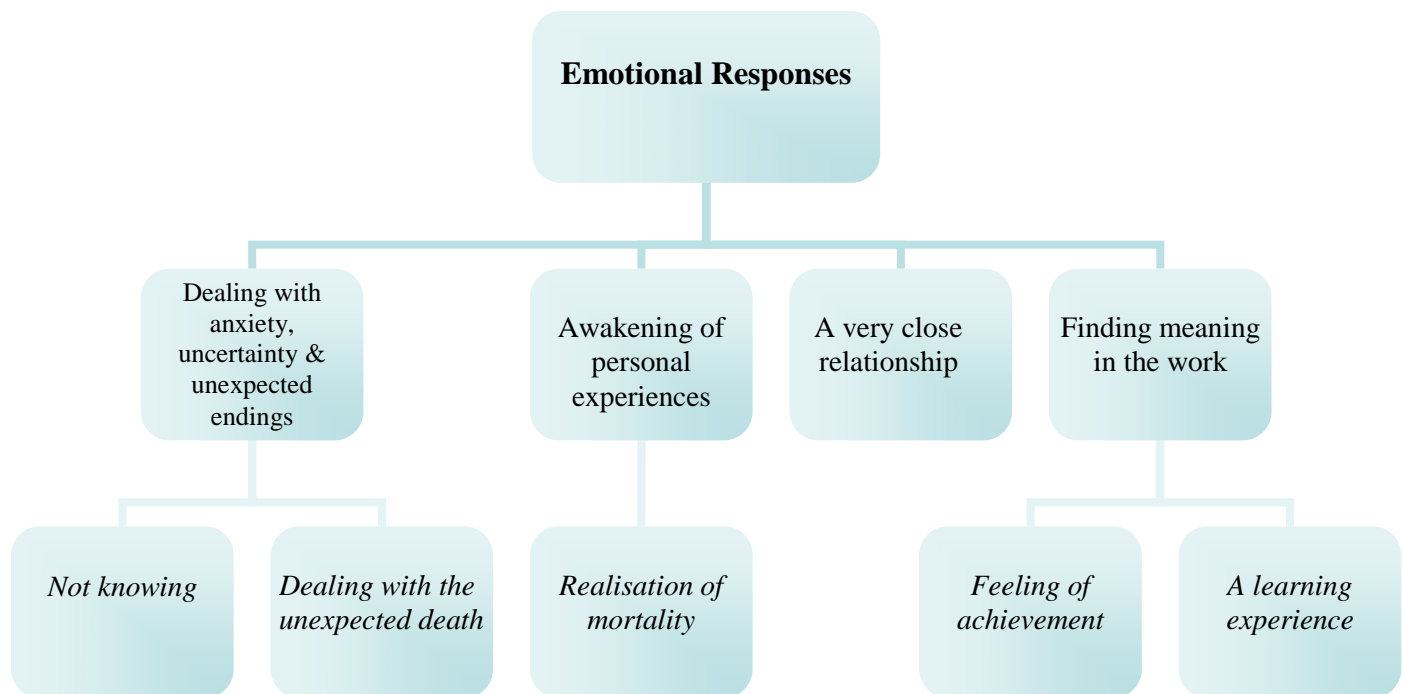 Emotional Responses
Dealing with
anxiety,
uncertainty &
unexpected
endings
Awakening of
personal
experiences
A very close
relationship
Finding meaning
in the work
Not knowing
Dealing with the
unexpected death
Realisation of
mortality
Feeling of
achievement
A learning
experience